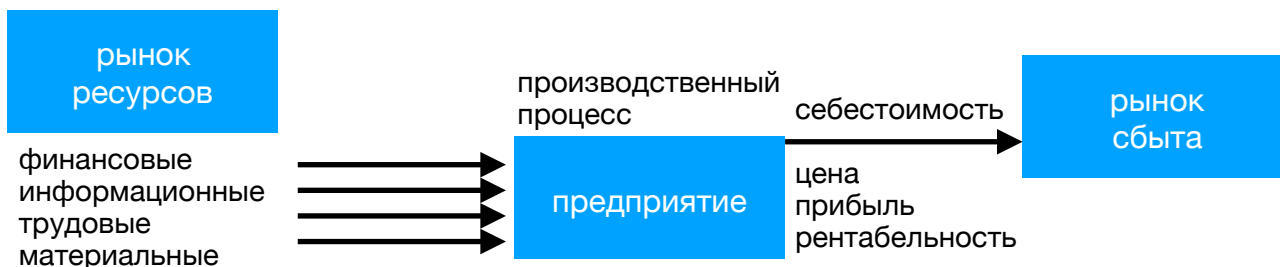 рынок
ресурсов
финансовые
информационные
трудовые
материальные
производственный
процесс
предприятие
себестоимость
цена
прибыль
рентабельность
рынок
сбыта